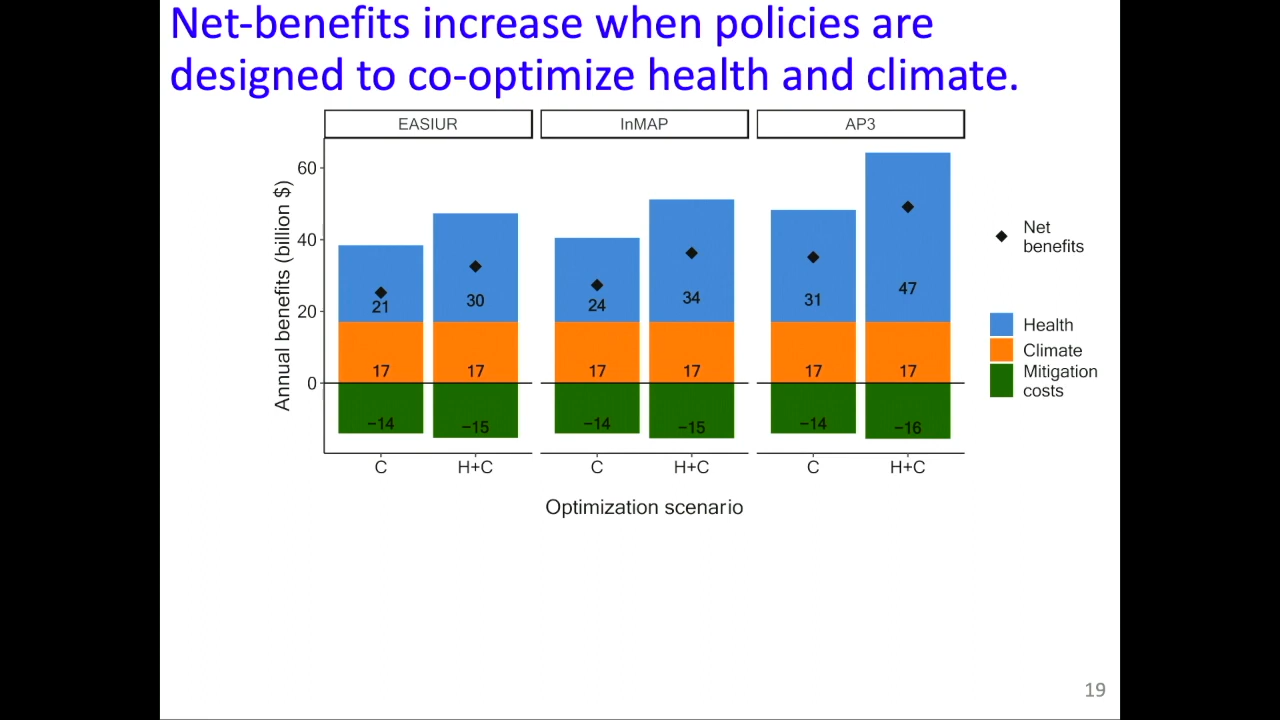 Net-benefits increase when policies are
designed to co-optimize health and climate.
EASIUR
InMAP
AP3
Annual benefits (billion $)
60
40
20
0
21
30
24
34
31
47
17
17
17
17
17
17
−14
−15
−14
−15
−14
−16
C
H+C
C
H+C
C
H+C
Optimization scenario
Net
benefits
Health
Climate
Mitigation
costs
19